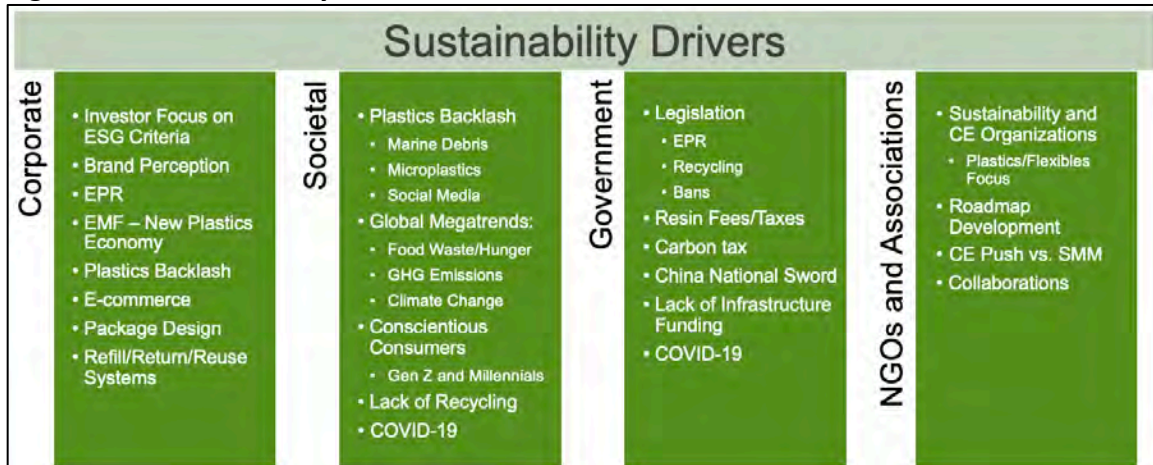 Sustainability Drivers
Corporate
• Investor Focus on
ESG Criteria
• Brand Perception
• EPR
• EMF – New Plastics
Economy
• Plastics Backlash
• E-commerce
• Package Design
• Refill/Return/Reuse
Systems
Societal
• Plastics Backlash
• Marine Debris
• Microplastics
• Social Media
• Global Megatrends:
• Food Waste/Hunger
• GHG Emissions
• Climate Change
• Conscientious
Consumers
• Gen Z and Millennials
• Lack of Recycling
• COVID-19
Government
• Legislation
• EPR
• Recycling
• Bans
• Resin Fees/Taxes
• Carbon tax
• China National Sword
• Lack of Infrastructure
Funding
• COVID-19
NGOs and Associations
• Sustainability and
CE Organizations
• Plastics/Flexibles
Focus
• Roadmap
Development
• CE Push vs. SMM
• Collaborations